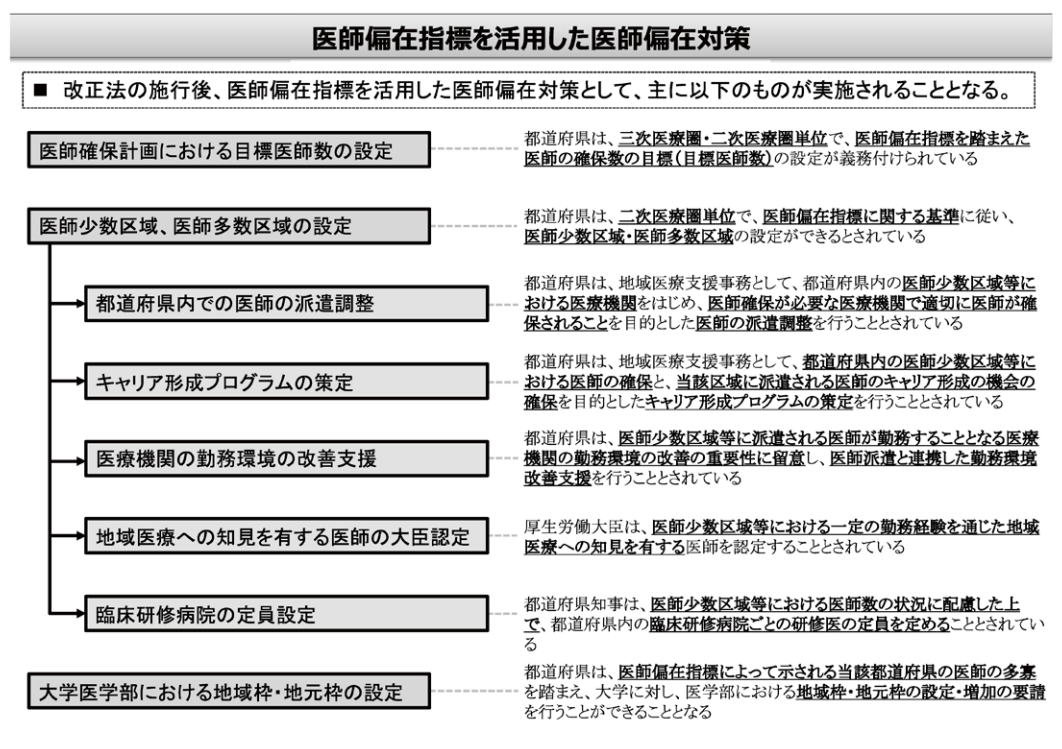 医師偏在指標を活用した医師偏在対策
■ 改正法の施行後、医師偏在指標を活用した医師偏在対策として、主に以下のものが実施されることとなる。
医師確保計画における目標医師数の設定
都道府県は、三次医療圏・二次医療圏単位で、医師偏在指標を踏まえた
医師の確保数の目標(目標医師数)の設定が義務付けられている
医師少数区域、医師多数区域の設定
都道府県は、二次医療圏単位で、医師偏在指標に関する基準に従い、
医師少数区域・医師多数区域の設定ができるとされている
都道府県内での医師の派遣調整
都道府県は、地域医療支援事務として、都道府県内の医師少数区域等に
おける医療機関をはじめ、医師確保が必要な医療機関で適切に医師が確
保されることを目的とした医師の派遣調整を行うこととされている
キャリア形成プログラムの策定
都道府県は、地域医療支援事務として、都道府県内の医師少数区域等に
おける医師の確保と、当該区域に派遣される医師のキャリア形成の機会の
確保を目的としたキャリア形成プログラムの策定を行うこととされている
医療機関の勤務環境の改善支援
都道府県は、医師少数区域等に派遣される医師が勤務することとなる医療
機関の勤務環境の改善の重要性に留意し、医師派遣と連携した勤務環境
改善支援を行うこととされている
地域医療への知見を有する医師の大臣認定
厚生労働大臣は、医師少数区域等における一定の勤務経験を通じた地域
医療への知見を有する医師を認定することとされている
臨床研修病院の定員設定
都道府県知事は、医師少数区域等における医師数の状況に配慮した上
で、都道府県内の臨床研修病院ごとの研修医の定員を定めることとされてい
る
大学医学部における地域枠・地元枠の設定
都道府県は、医師偏在指標によって示される当該都道府県の医師の多寡
を踏まえ、大学に対し、医学部における地域枠・地元枠の設定・増加の要請
を行うことができることとなる